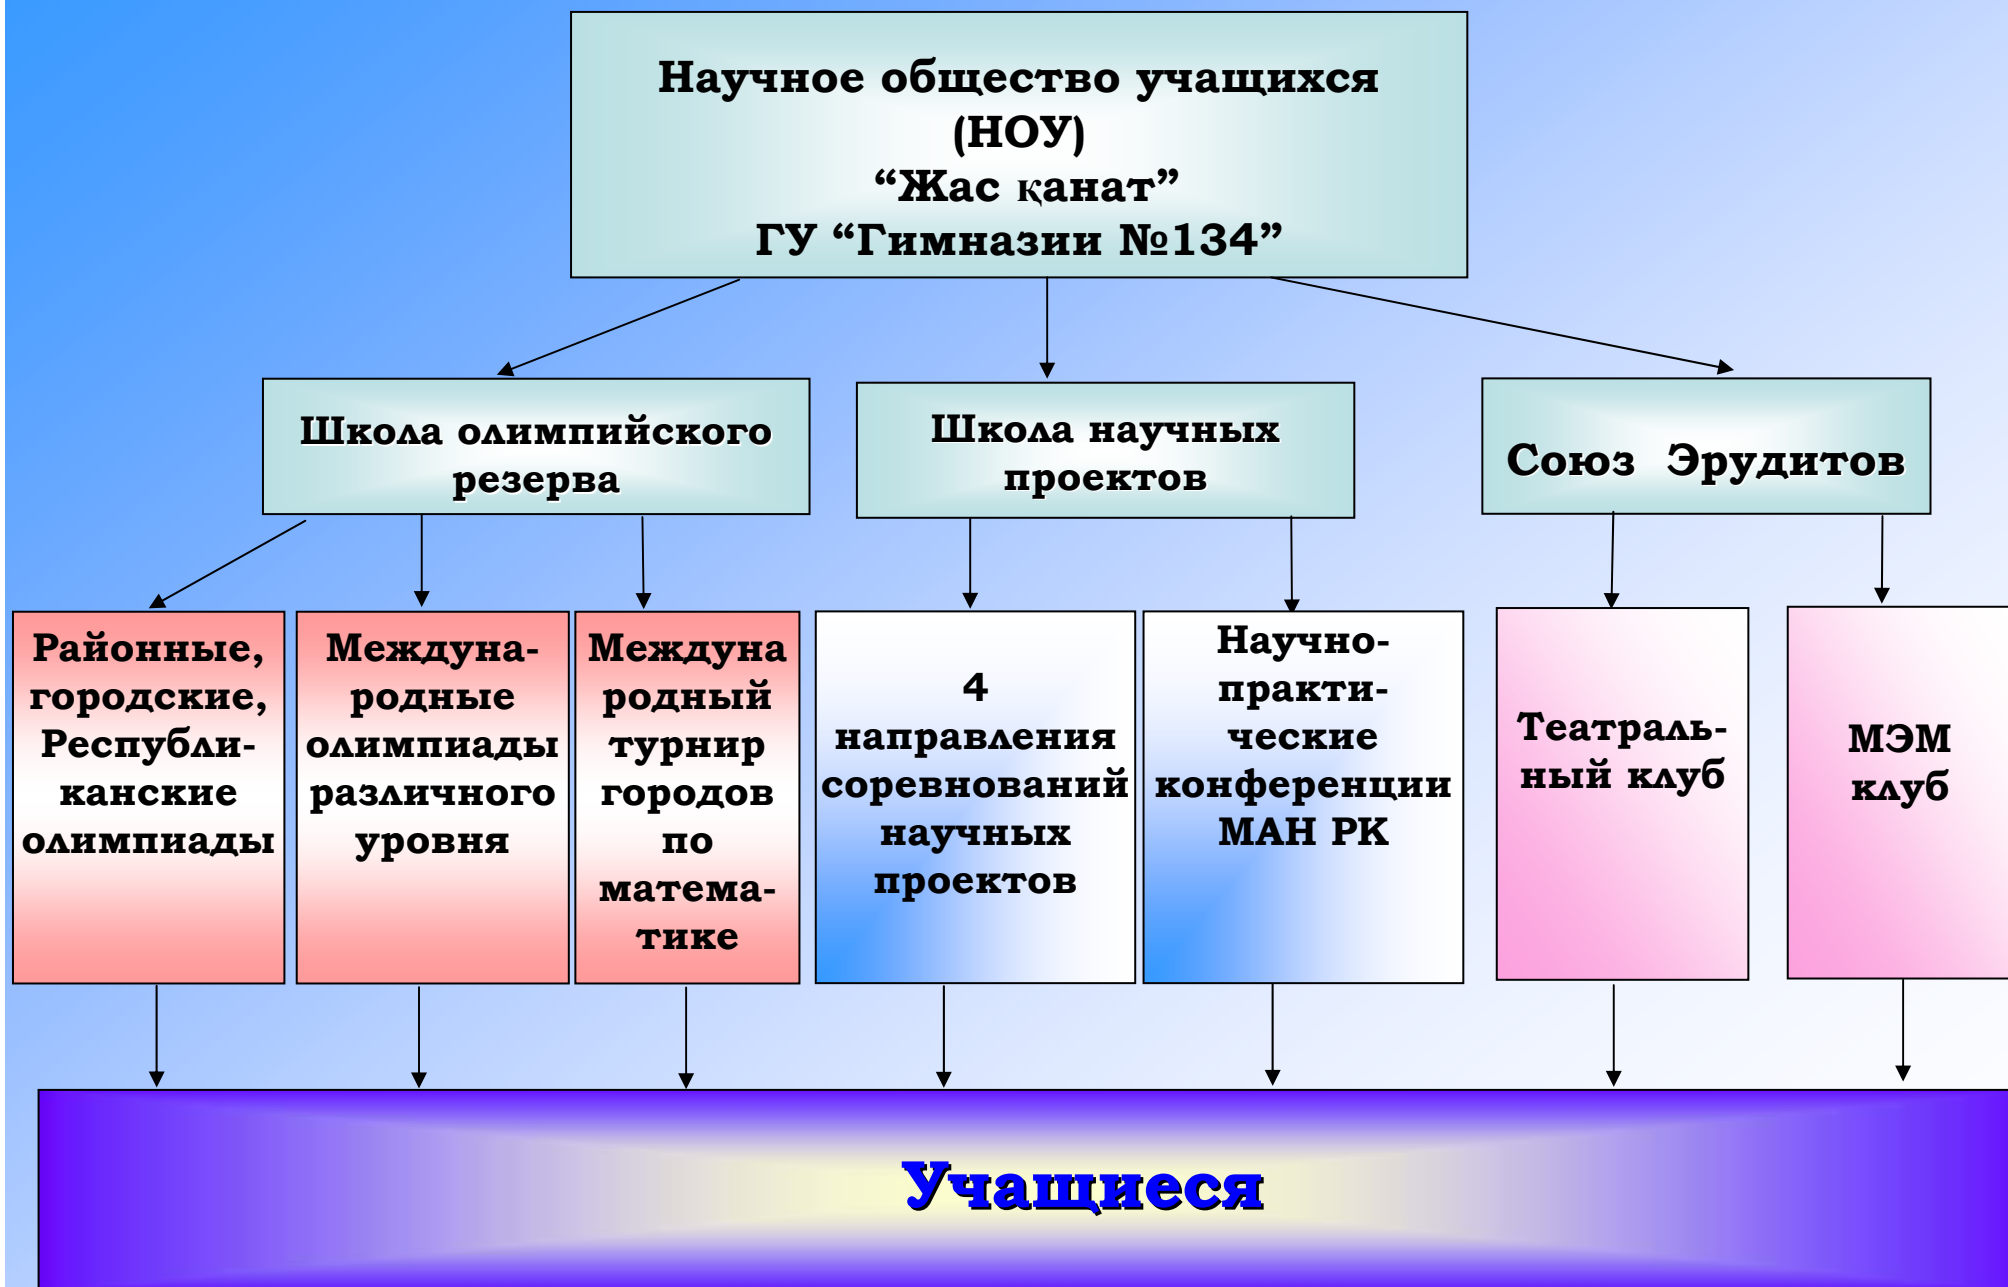 Научное общество учащихся
(НОУ)
“Жас қанат”
ГУ “Гимназии №134”
Школа олимпийского
резерва
Школа научных
проектов
Союз Эрудитов
Районные,
городские,
Республи-
канские
олимпиады
Междуна-
родные
олимпиады
различного
уровня
Междуна
родный
турнир
городов
по
матема-
тике
4
направления
соревнований
научных
проектов
Научно-
практи-
ческие
конференции
МАН РК
Театраль-
ный клуб
МЭМ
клуб
Учащиеся